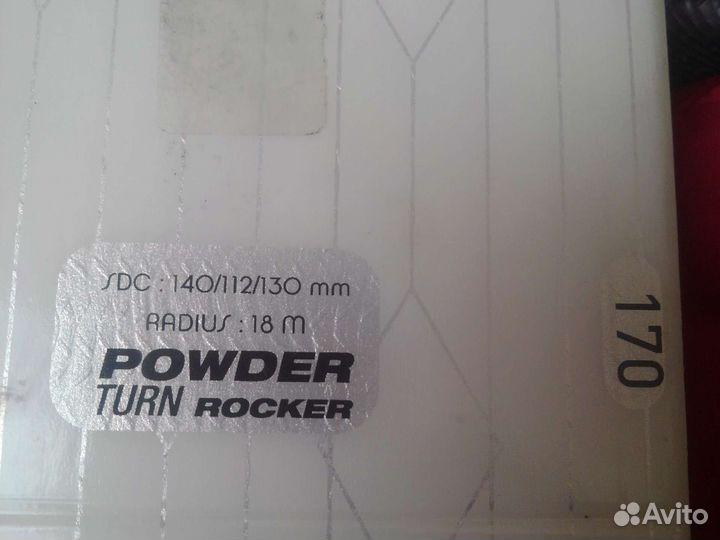 SDC : 140/112/130 mm
RADIUS : 18 M
POWDER
TURN ROCKER
170
Avito